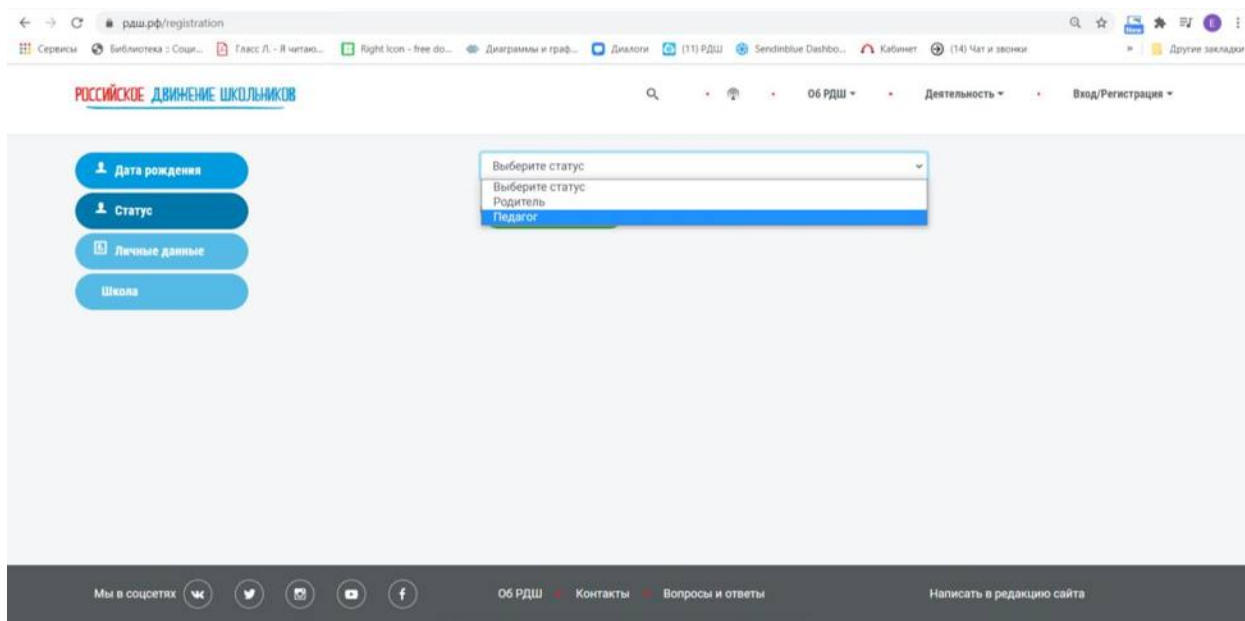 рдш.рф/registration
Сервисы Библиотека :: Соци... Гласс Л. - Я читаю... Right Icon - free do... Диаграммы и граф... Диалоги (11) РДШ Sendinblue Dashbo... Кабинет (14) Чат и звонки » Другие закладки
РОССИЙСКОЕ ДВИЖЕНИЕ ШКОЛЬНИКОВ
Об РДШ Деятельность Вход/Регистрация
Дата рождения
Статус
Личные данные
Школа
Выберите статус
Выберите статус
Родитель
Педагог
Мы в соцсетях Об РДШ Контакты Вопросы и ответы Написать в редакцию сайта